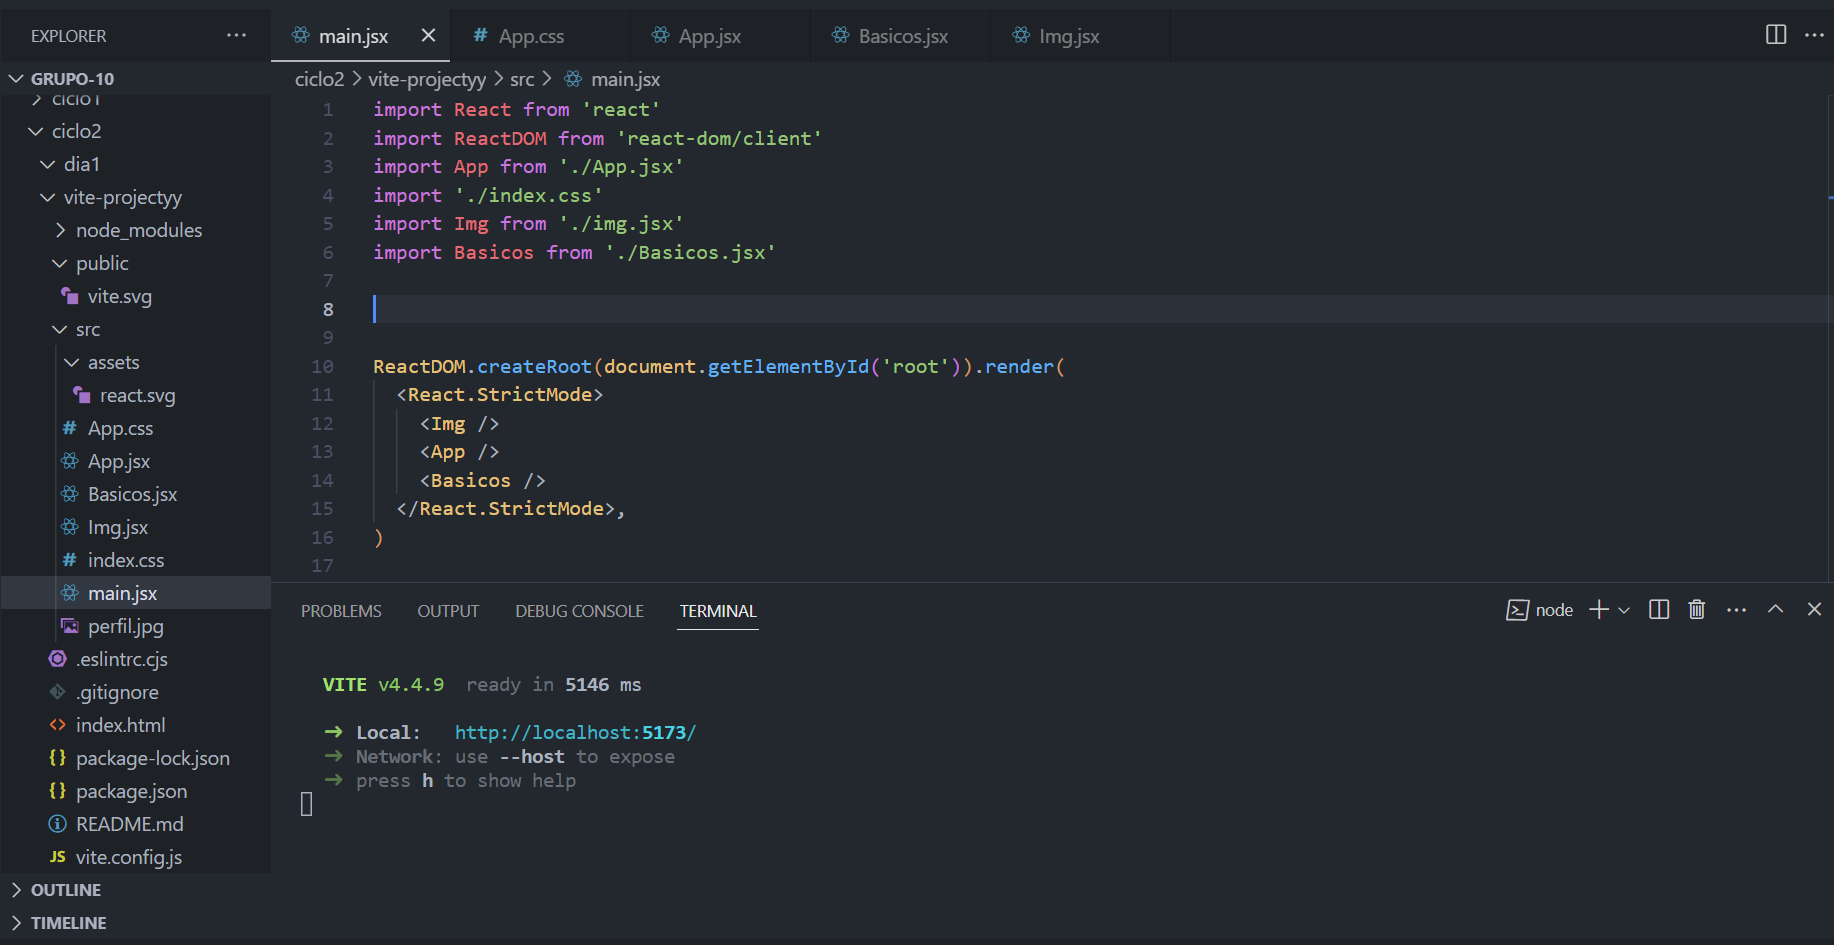 EXPLORER ···
main.jsx # App.css App.jsx Basicos.jsx Img.jsx
GRUPO-10
ciclo1
ciclo2
dia1
vite-projectyy
node_modules
public
vite.svg
src
assets
react.svg
# App.css
App.jsx
Basicos.jsx
Img.jsx
# index.css
main.jsx
perfil.jpg
.eslintrc.cjs
.gitignore
<> index.html
{} package-lock.json
{} package.json
README.md
JS vite.config.js
OUTLINE
TIMELINE
ciclo2 > vite-projectyy > src > main.jsx
1 import React from 'react'
2 import ReactDOM from 'react-dom/client'
3 import App from './App.jsx'
4 import './index.css'
5 import Img from './img.jsx'
6 import Basicos from './Basicos.jsx'
7
8
9
10 ReactDOM.createRoot(document.getElementById('root')).render(
11 <React.StrictMode>
12 <Img />
13 <App />
14 <Basicos />
15 </React.StrictMode>,
16 )
17
PROBLEMS OUTPUT DEBUG CONSOLE TERMINAL node
VITE v4.4.9 ready in 5146 ms
➜ Local: http://localhost:5173/
➜ Network: use --host to expose
➜ press h to show help